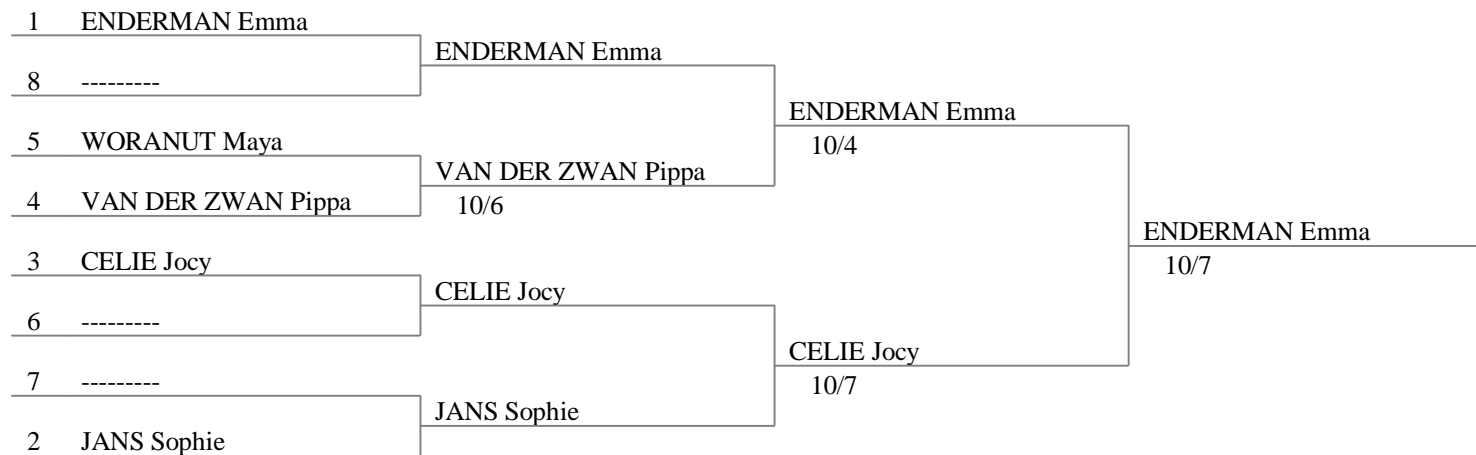 1 ENDERMAN Emma
ENDERMAN Emma
8 ---------
ENDERMAN Emma
5 WORANUT Maya
10/4
VAN DER ZWAN Pippa
4 VAN DER ZWAN Pippa
10/6
ENDERMAN Emma
3 CELIE Jocy
10/7
CELIE Jocy
6 ---------
CELIE Jocy
7 ---------
10/7
JANS Sophie
2 JANS Sophie